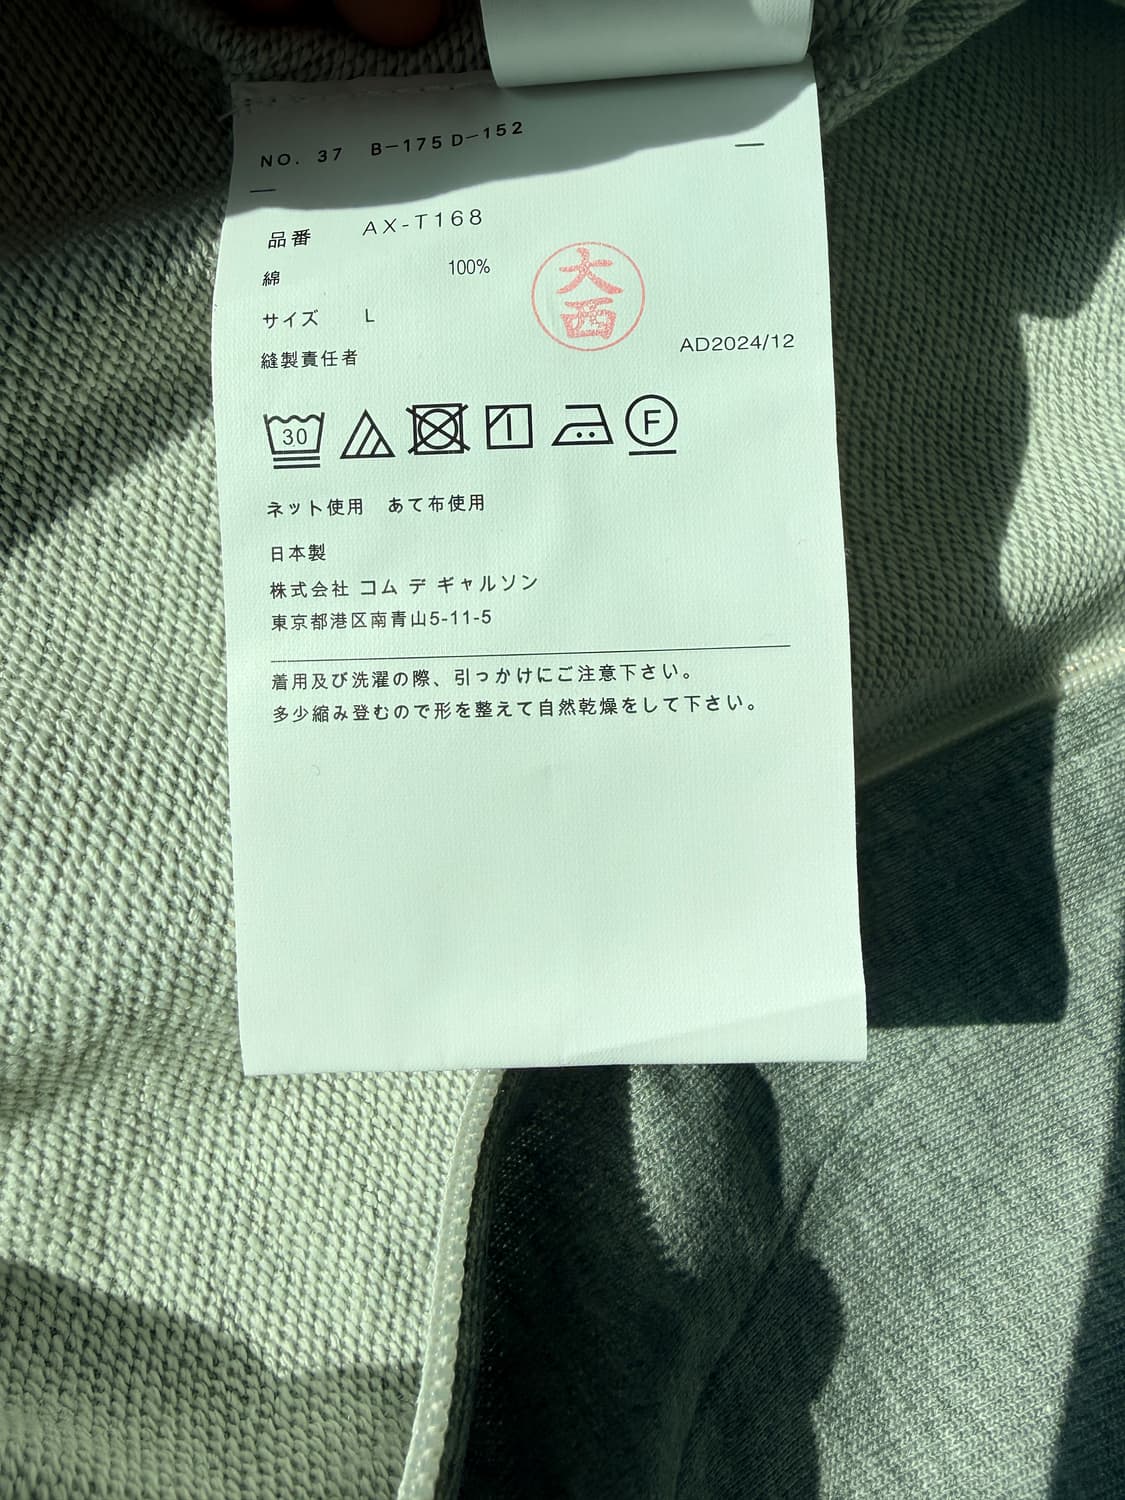 NO. 37 B-175 D-152
品番 AX-T168
綿 100%
サイズ L
縫製責任者
大西
AD2024/12
30
F
ネット使用 あて布使用
日本製
株式会社 コム デ ギャルソン
東京都港区南青山5-11-5
着用及び洗濯の際、引っかけにご注意下さい。
多少縮み登むので形を整えて自然乾燥をして下さい。